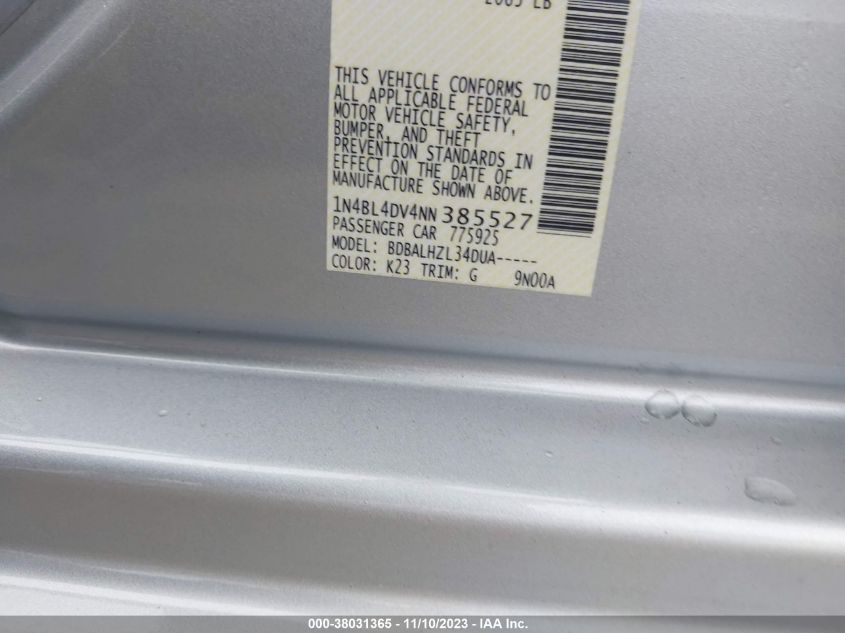 2005 LB
THIS VEHICLE CONFORMS TO
ALL APPLICABLE FEDERAL
MOTOR VEHICLE SAFETY,
BUMPER, AND THEFT
PREVENTION STANDARDS IN
EFFECT ON THE DATE OF
MANUFACTURE SHOWN ABOVE.
1N4BL4DV4NN385527
PASSENGER CAR 775925
MODEL: BDBALHZL34DUA-----
COLOR: K23 TRIM: G 9N00A
000-38031365 - 11/10/2023 - IAA Inc.